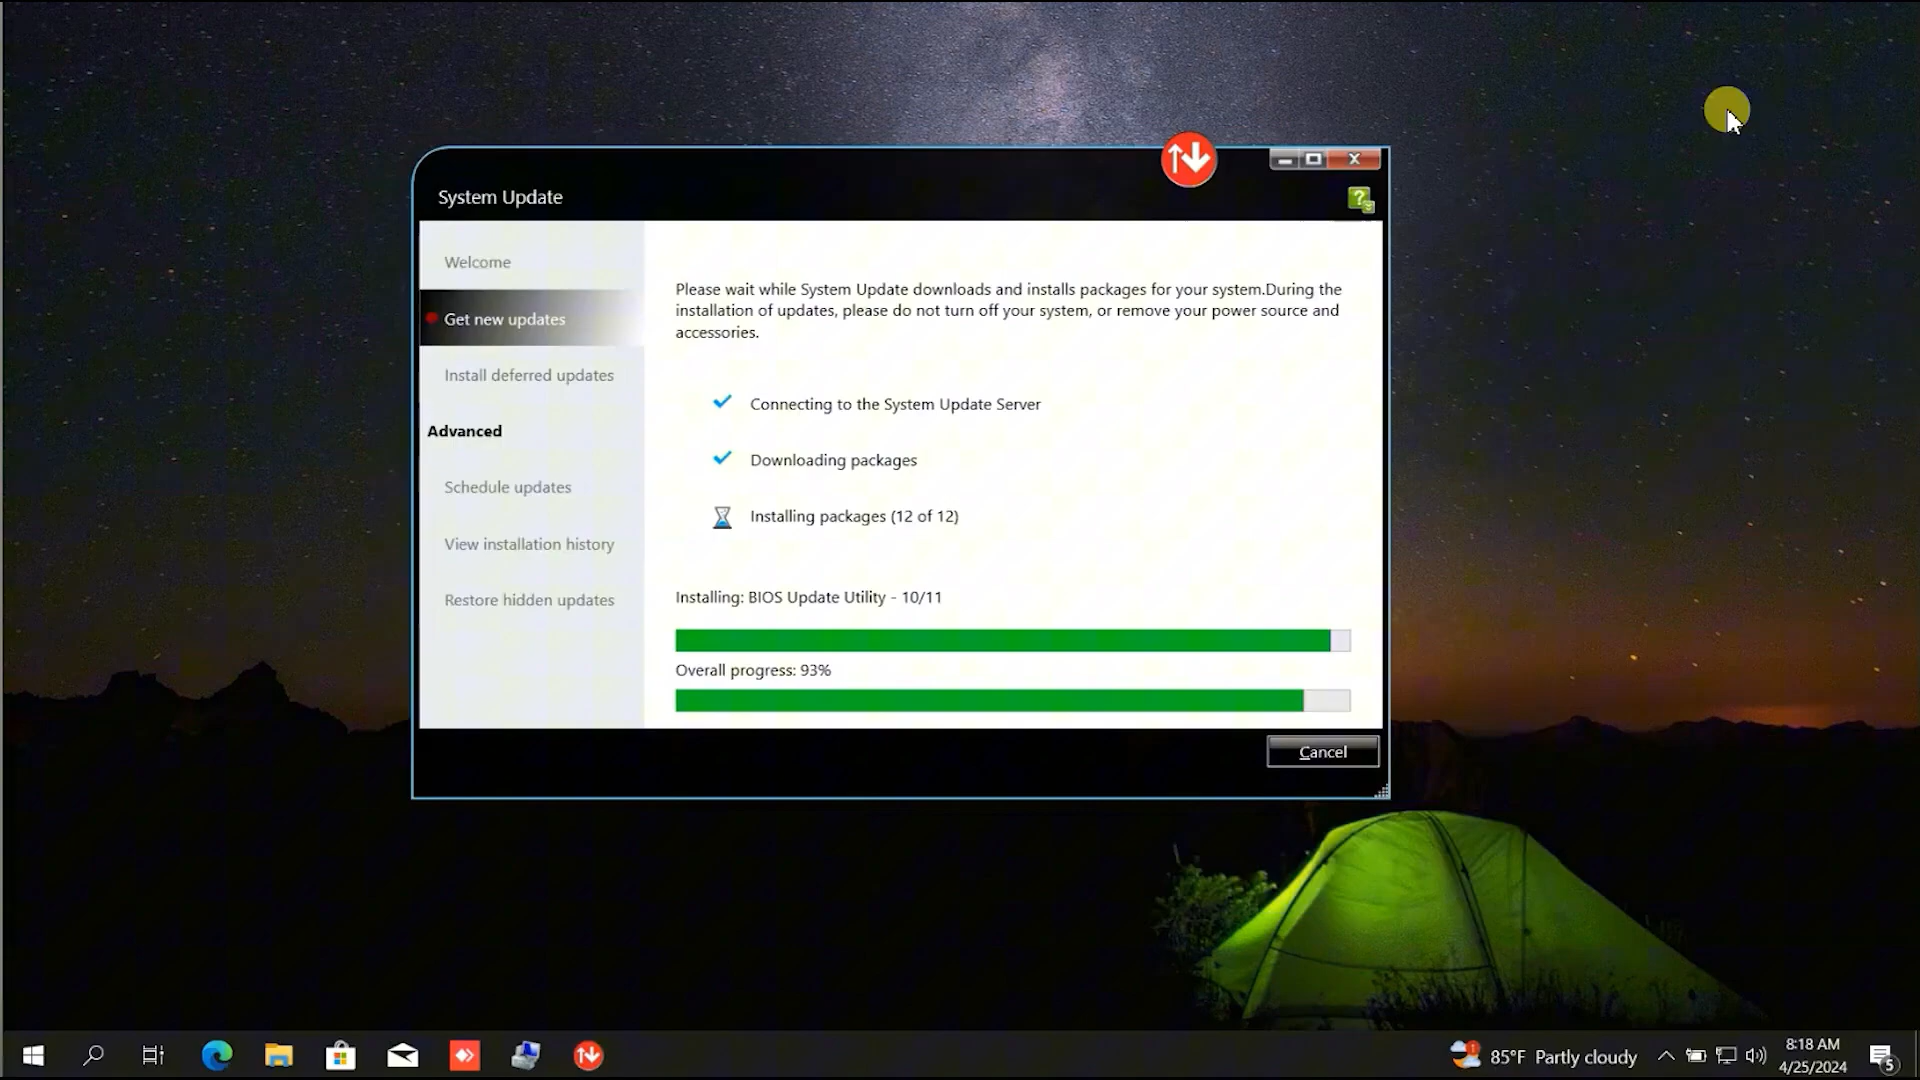 System Update
Welcome
Get new updates
Install deferred updates
Advanced
Schedule updates
View installation history
Restore hidden updates
Please wait while System Update downloads and installs packages for your system.During the
installation of updates, please do not turn off your system, or remove your power source and
accessories.
Connecting to the System Update Server
Downloading packages
Installing packages (12 of 12)
Installing: BIOS Update Utility - 10/11
Overall progress: 93%
Cancel
85°F Partly cloudy
8:18 AM
4/25/2024
5